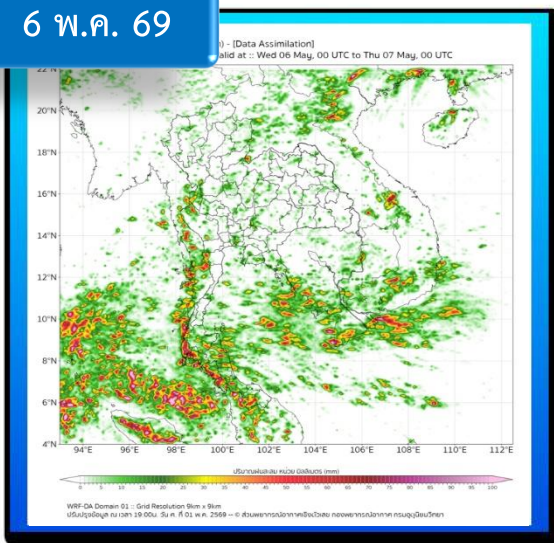 6 พ.ค. 69
) - [Data Assimilation]
alid at :: Wed 06 May, 00 UTC to Thu 07 May, 00 UTC
22°N
20°N
18°N
16°N
14°N
12°N
10°N
8°N
6°N
4°N
94°E 96°E 98°E 100°E 102°E 104°E 106°E 108°E 110°E 112°E
ปริมาณฝนสะสม หน่วย มิลลิเมตร (mm)
0 5 10 15 20 25 30 35 40 45 50 55 60 65 70 75 80 85 90 95 100
WRF-DA Domain 01 :: Grid Resolution 9km x 9km
ปรับปรุงข้อมูล ณ เวลา 19:00น. วัน ศ. ที่ 01 พ.ค. 2569 -- © ส่วนพยากรณ์อากาศเชิงตัวเลข กองพยากรณ์อากาศ กรมอุตุนิยมวิทยา